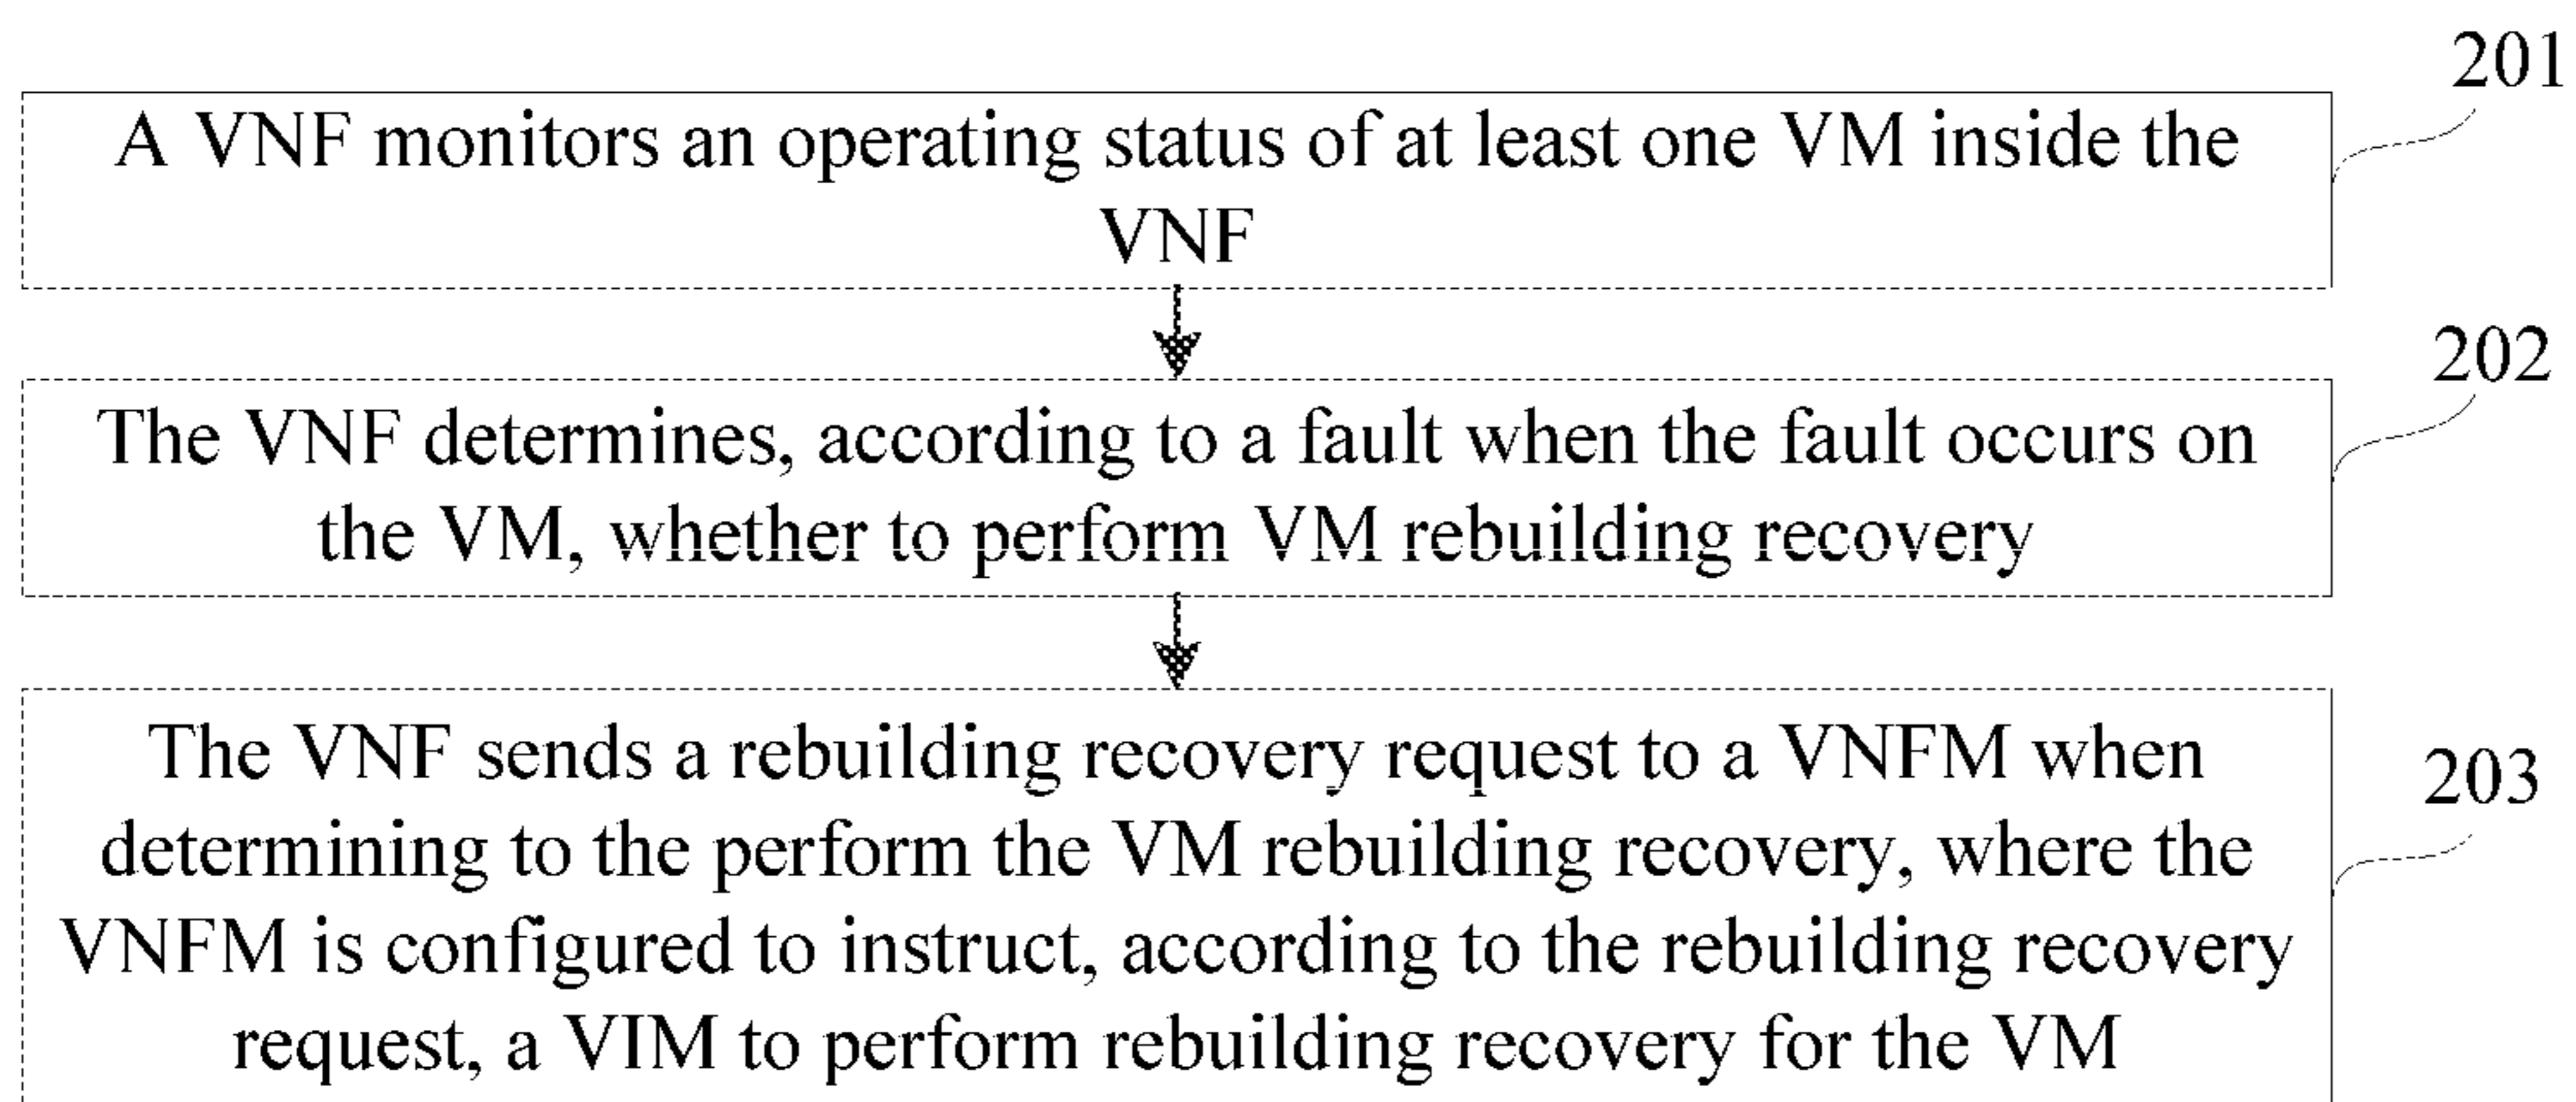 201
A VNF monitors an operating status of at least one VM inside the
VNF
202
The VNF determines, according to a fault when the fault occurs on
the VM, whether to perform VM rebuilding recovery
203
The VNF sends a rebuilding recovery request to a VNFM when
determining to the perform the VM rebuilding recovery, where the
VNFM is configured to instruct, according to the rebuilding recovery
request, a VIM to perform rebuilding recovery for the VM